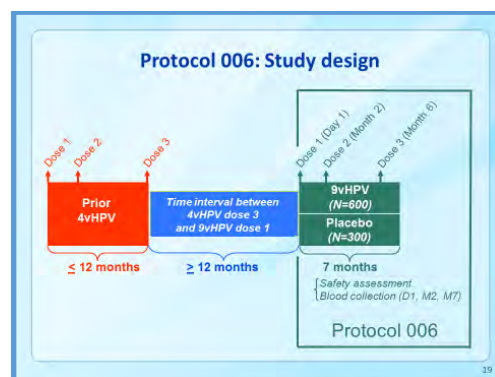 Protocol 006: Study design
Dose 1
Dose 2
Dose 3
Dose 1 (Day 1)
Dose 2 (Month 2)
Dose 3 (Month 6)
Prior
4vHPV
Time interval between
4vHPV dose 3
and 9vHPV dose 1
9vHPV
(N=600)
Placebo
(N=300)
≤ 12 months
≥ 12 months
7 months
Safety assessment
Blood collection (D1, M2, M7)
Protocol 006
19